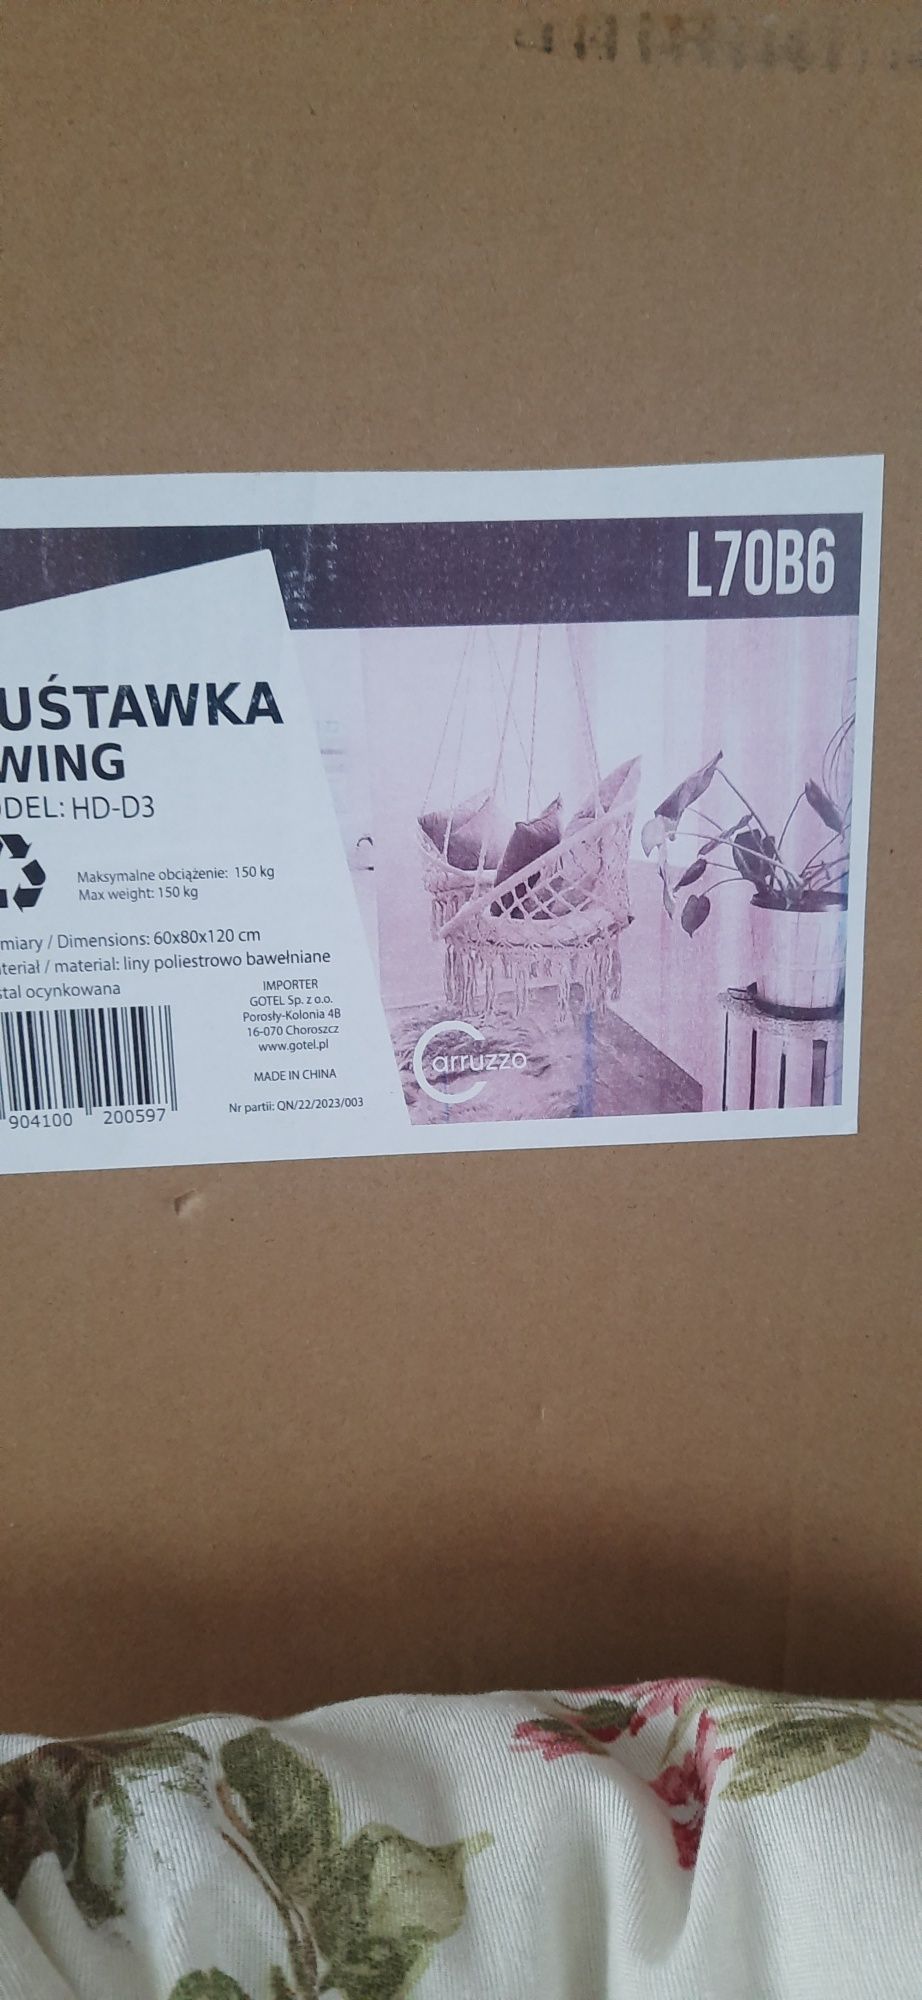 L70B6
UŚTAWKA
WING
DEL: HD-D3
Maksymalne obciążenie: 150 kg
Max weight: 150 kg
miary / Dimensions: 60x80x120 cm
teriał / material: liny poliestrowo bawełniane
stal ocynkowana
IMPORTER
GOTEL Sp. z o.o.
Porosły-Kolonia 4B
16-070 Choroszcz
www.gotel.pl
MADE IN CHINA
Nr partii: QN/22/2023/003
904100 200597
Carruzzo